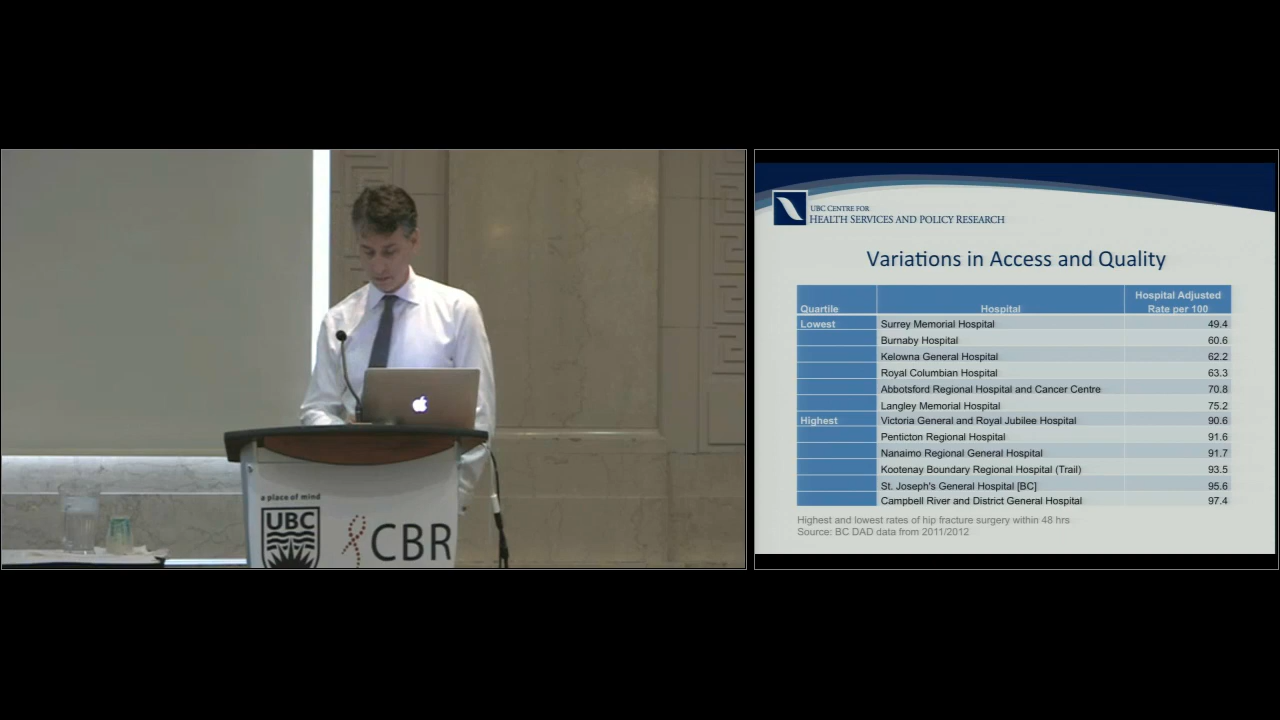 a place of mind
UBC
CBR
UBC CENTRE FOR
HEALTH SERVICES AND POLICY RESEARCH
Variations in Access and Quality
Quartile Hospital Hospital Adjusted Rate per 100
Lowest Surrey Memorial Hospital 49.4
Burnaby Hospital 60.6
Kelowna General Hospital 62.2
Royal Columbian Hospital 63.3
Abbotsford Regional Hospital and Cancer Centre 70.8
Langley Memorial Hospital 75.2
Highest Victoria General and Royal Jubilee Hospital 90.6
Penticton Regional Hospital 91.6
Nanaimo Regional General Hospital 91.7
Kootenay Boundary Regional Hospital (Trail) 93.5
St. Joseph's General Hospital [BC] 95.6
Campbell River and District General Hospital 97.4
Highest and lowest rates of hip fracture surgery within 48 hrs
Source: BC DAD data from 2011/2012